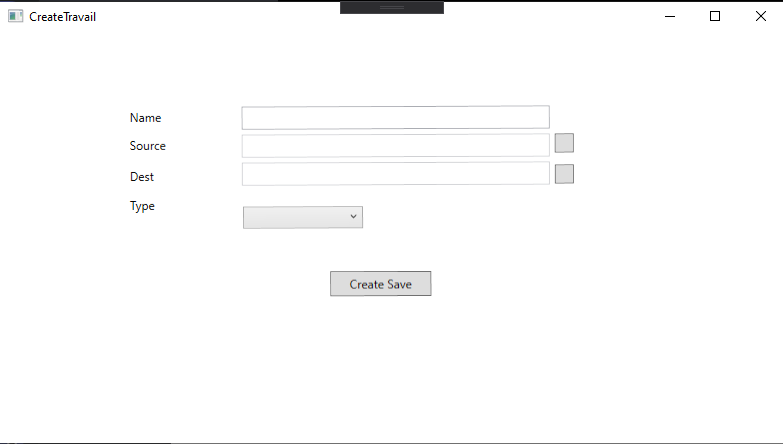 CreateTravail
Name
Source
Dest
Type
Create Save